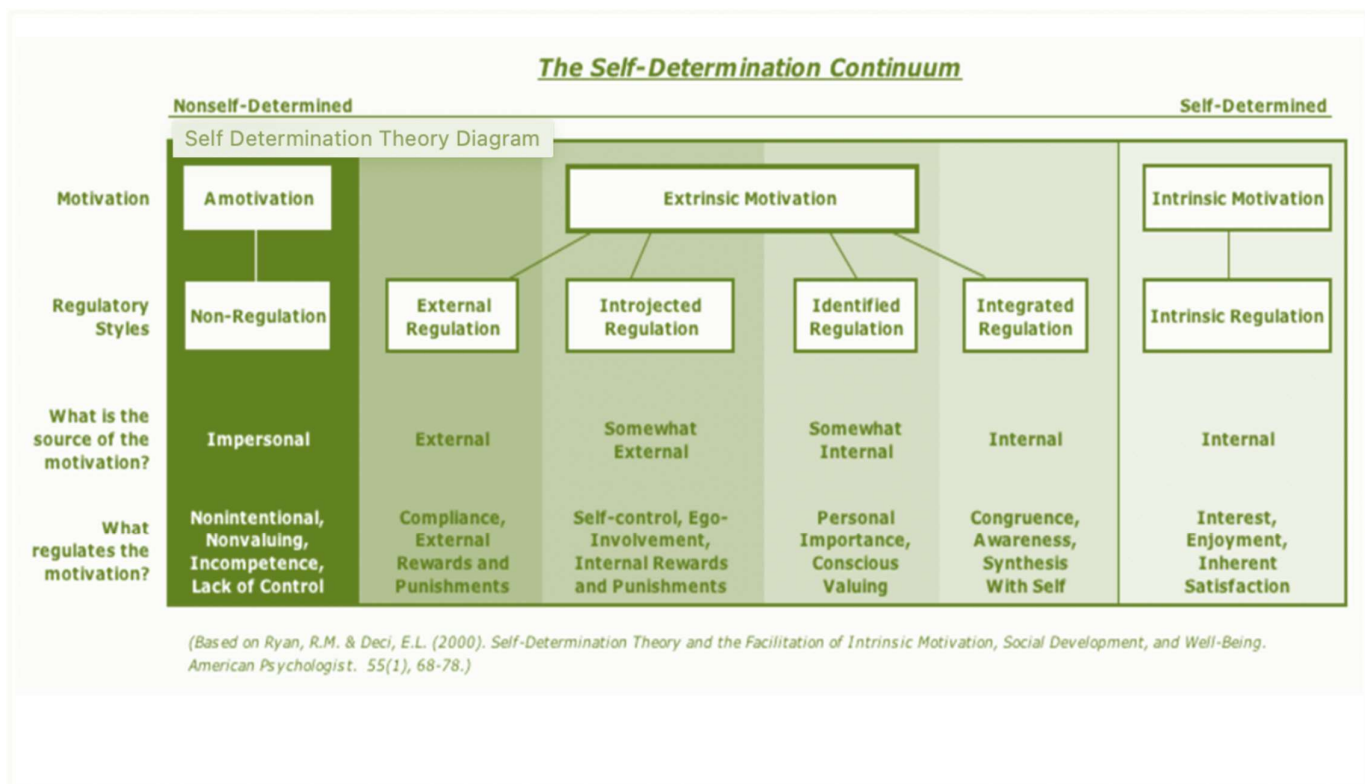 The Self-Determination Continuum
Nonself-Determined
Self-Determined
Self Determination Theory Diagram
Motivation
Amotivation
Extrinsic Motivation
Intrinsic Motivation
Regulatory
Styles
Non-Regulation
External
Regulation
Introjected
Regulation
Identified
Regulation
Integrated
Regulation
Intrinsic Regulation
What is the
source of the
motivation?
Impersonal
External
Somewhat
External
Somewhat
Internal
Internal
Internal
What
regulates the
motivation?
Nonintentional,
Nonvaluing,
Incompetence,
Lack of Control
Compliance,
External
Rewards and
Punishments
Self-control, Ego-
Involvement,
Internal Rewards
and Punishments
Personal
Importance,
Conscious
Valuing
Congruence,
Awareness,
Synthesis
With Self
Interest,
Enjoyment,
Inherent
Satisfaction
(Based on Ryan, R.M. & Deci, E.L. (2000). Self-Determination Theory and the Facilitation of Intrinsic Motivation, Social Development, and Well-Being.
American Psychologist. 55(1), 68-78.)